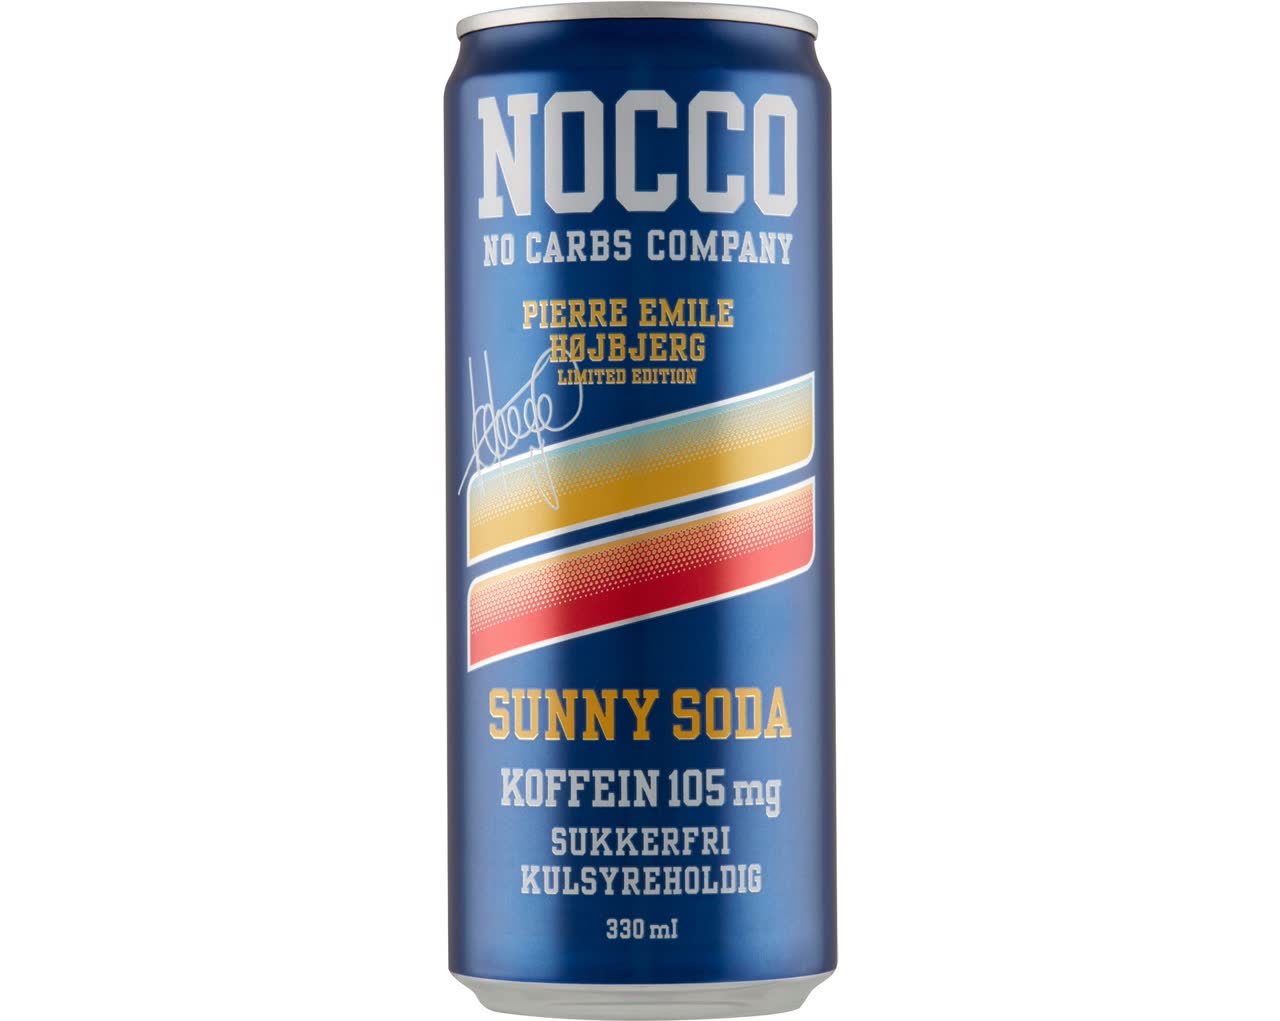 NOCCO
NO CARBS COMPANY
PIERRE EMILE
HØJBJERG
LIMITED EDITION
SUNNY SODA
KOFFEIN 105 mg
SUKKERFRI
KULSYREHOLDIG
330 ml